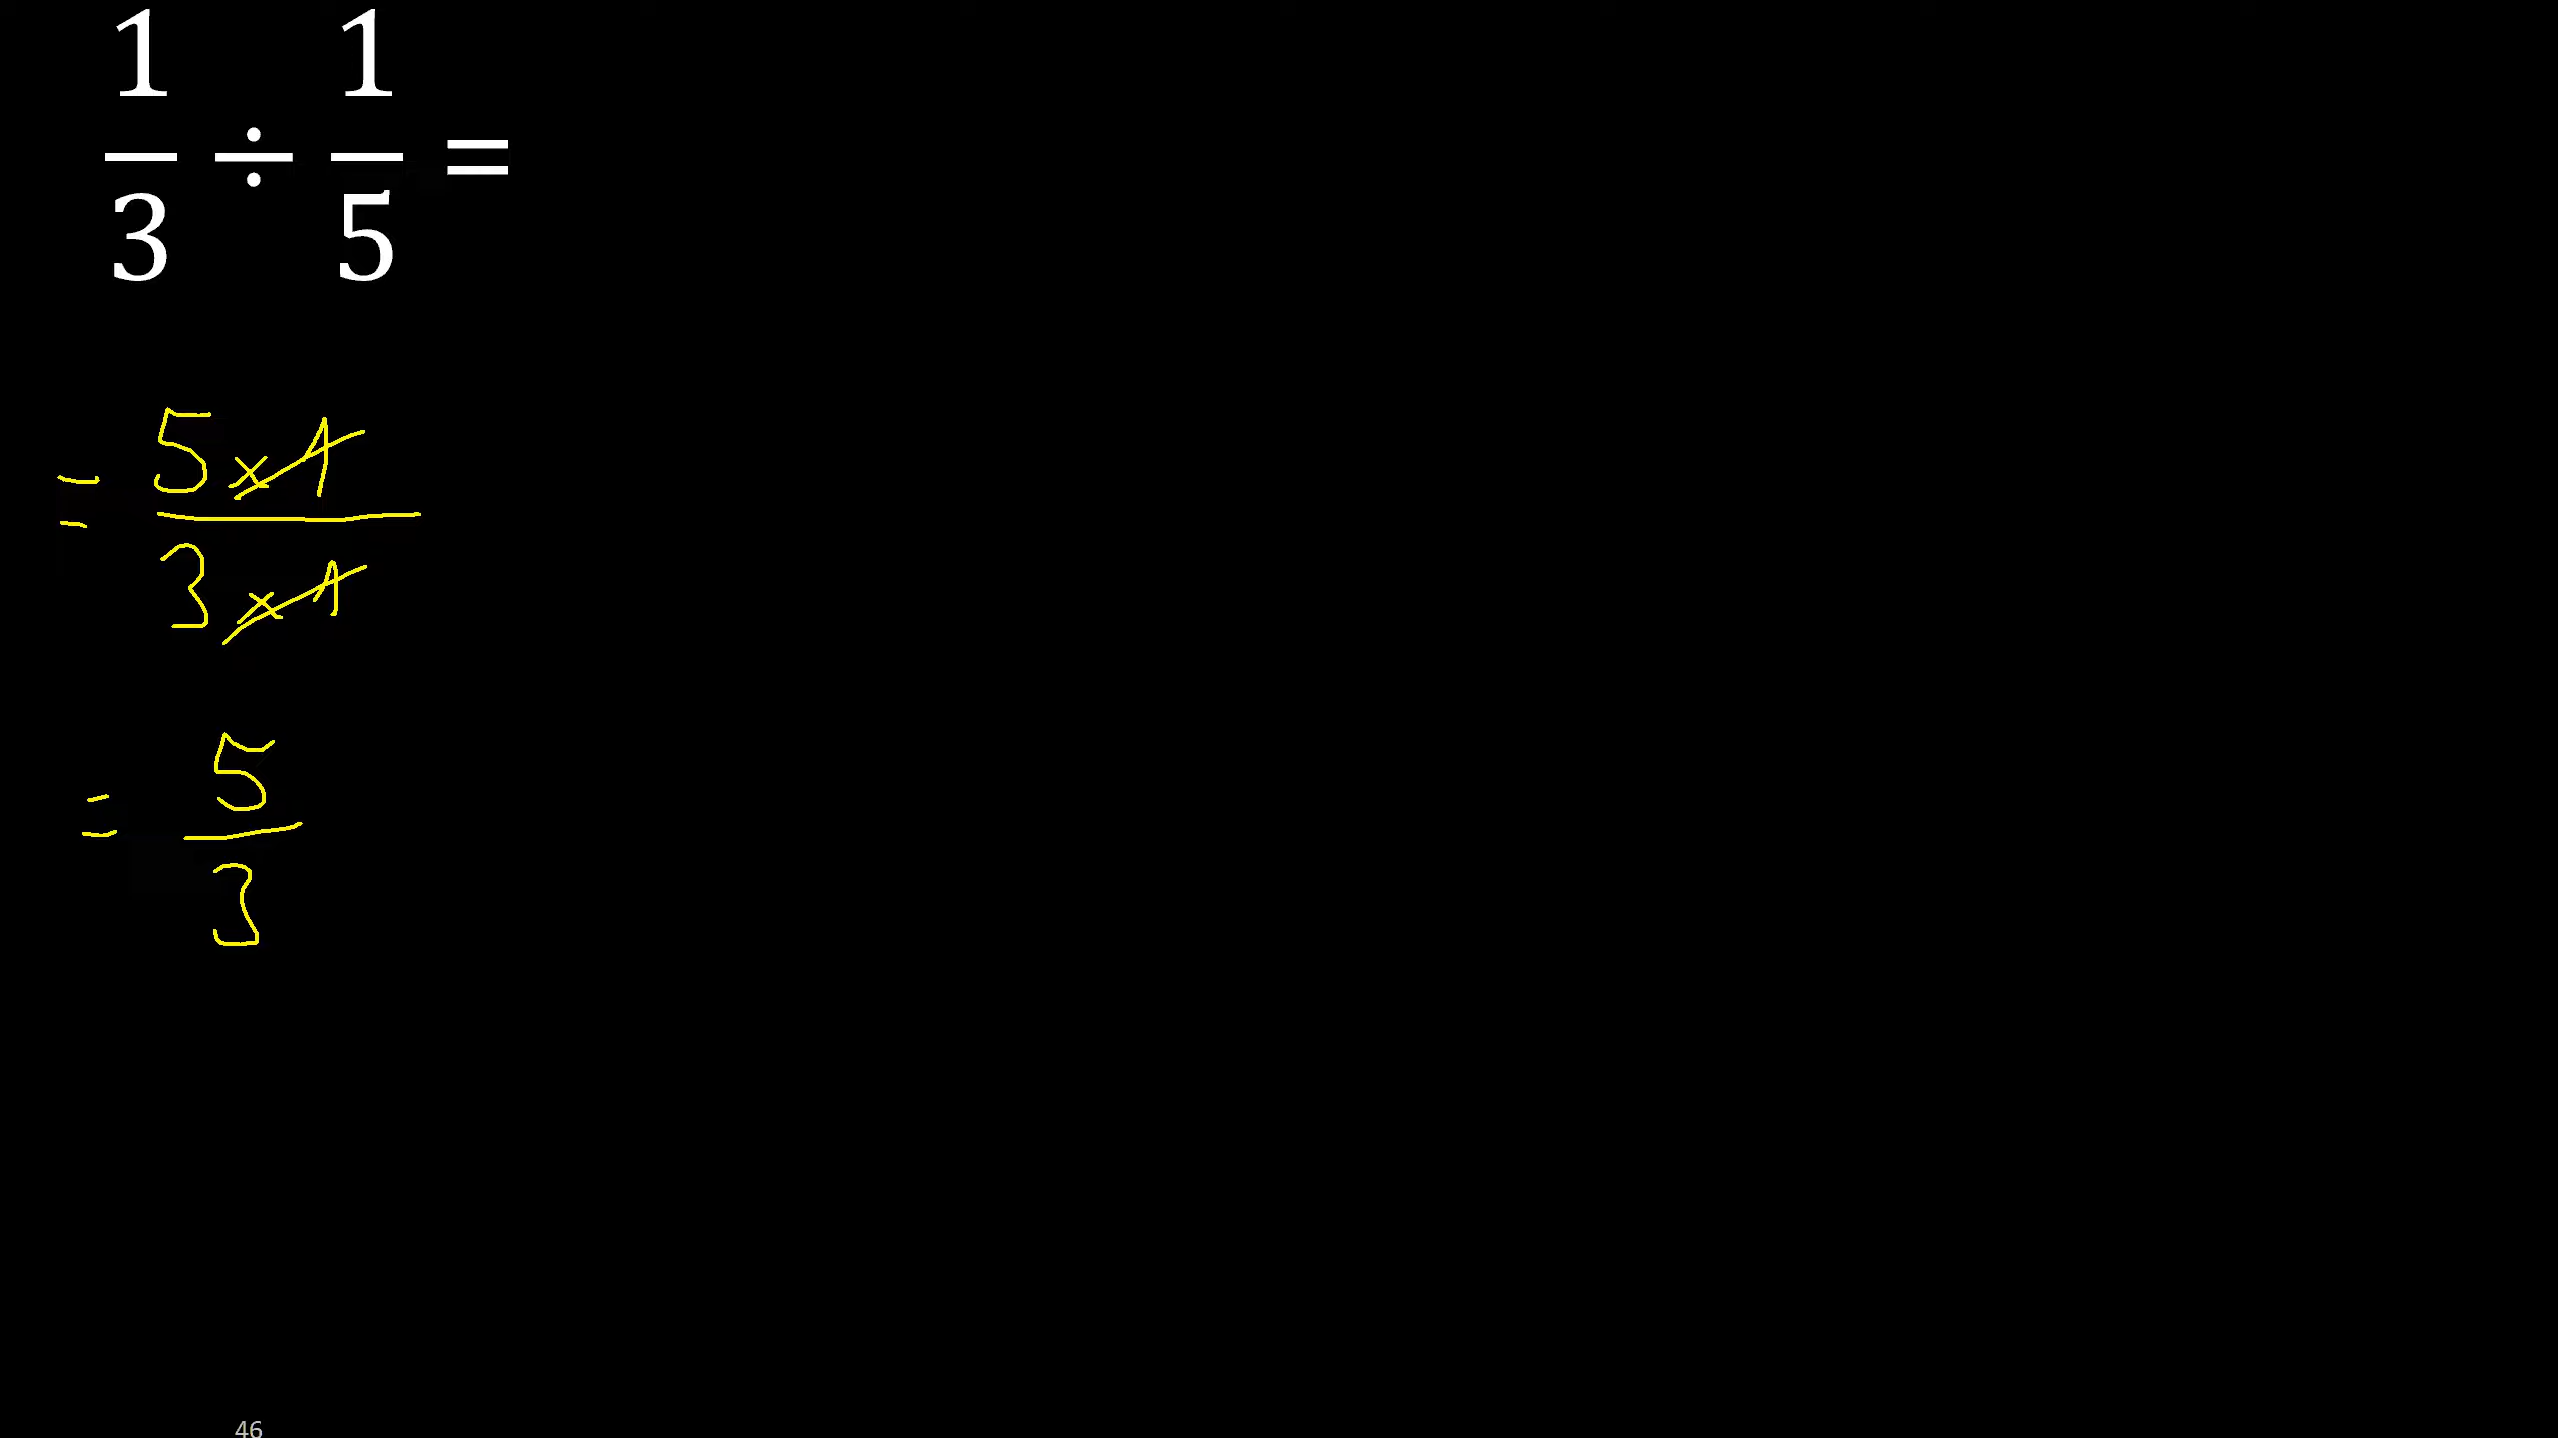 1/3 ÷ 1/5 =
= 5×1/3×1
= 5/3
46